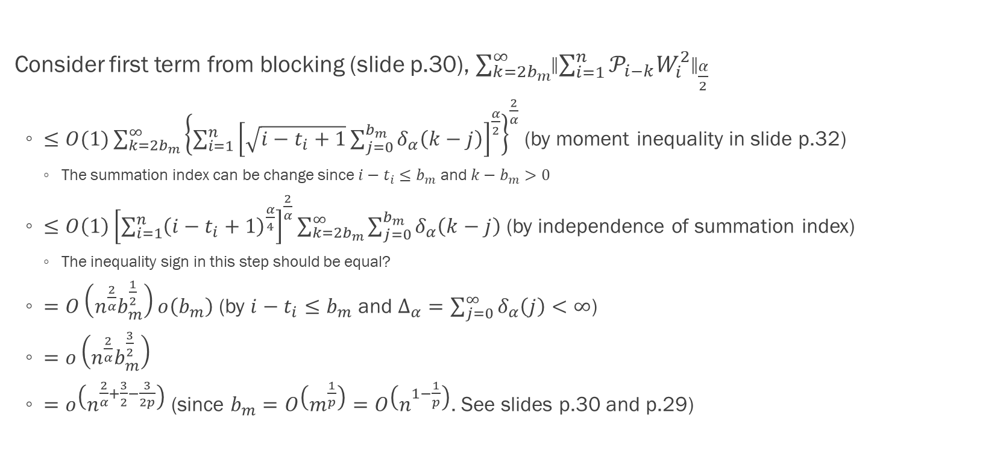 Consider first term from blocking (slide p.30), $\sum_{k=2b_m}^{\infty} \| \sum_{i=1}^{n} \mathcal{P}_{i-k} W_i^2 \|_{\frac{\alpha}{2}}$
◦ $\leq O(1) \sum_{k=2b_m}^{\infty} \left\{ \sum_{i=1}^{n} \left[ \sqrt{i - t_i + 1} \sum_{j=0}^{b_m} \delta_\alpha(k - j) \right]^{\frac{\alpha}{2}} \right\}^{\frac{2}{\alpha}}$ (by moment inequality in slide p.32)
◦ The summation index can be change since $i - t_i \leq b_m$ and $k - b_m > 0$
◦ $\leq O(1) \left[ \sum_{i=1}^{n} (i - t_i + 1)^{\frac{\alpha}{4}} \right]^{\frac{2}{\alpha}} \sum_{k=2b_m}^{\infty} \sum_{j=0}^{b_m} \delta_\alpha(k - j)$ (by independence of summation index)
◦ The inequality sign in this step should be equal?
◦ $= O\left( n^{\frac{2}{\alpha}} b_m^{\frac{1}{2}} \right) o(b_m)$ (by $i - t_i \leq b_m$ and $\Delta_\alpha = \sum_{j=0}^{\infty} \delta_\alpha(j) < \infty$)
◦ $= o\left( n^{\frac{2}{\alpha}} b_m^{\frac{3}{2}} \right)$
◦ $= o\left( n^{\frac{2}{\alpha} + \frac{3}{2} - \frac{3}{2p}} \right)$ (since $b_m = O\left( m^{\frac{1}{p}} \right) = O\left( n^{1 - \frac{1}{p}} \right)$. See slides p.30 and p.29)